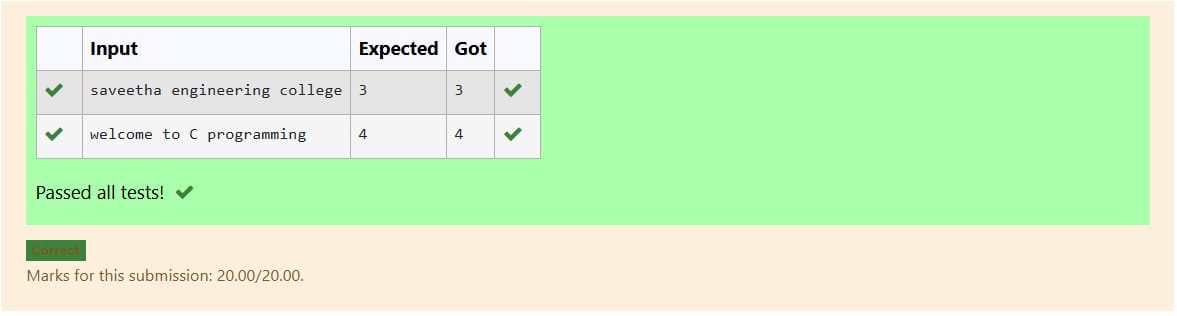 Input Expected Got
saveetha engineering college 3 3
welcome to C programming 4 4
Passed all tests!
Correct
Marks for this submission: 20.00/20.00.